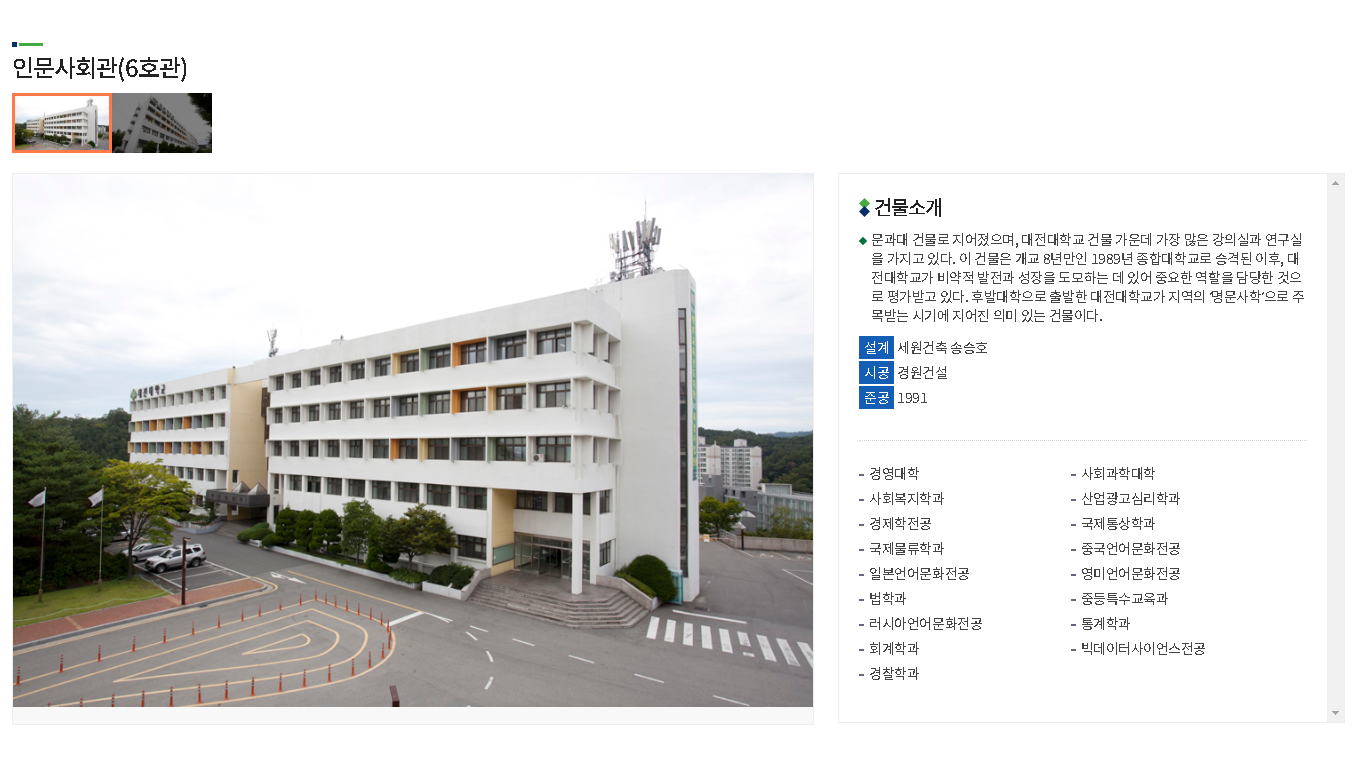 인문사회관(6호관)
대전대학교
건물소개
문과대 건물로 지어졌으며, 대전대학교 건물 가운데 가장 많은 강의실과 연구실
을 가지고 있다. 이 건물은 개교 8년만인 1989년 종합대학교로 승격된 이후, 대
전대학교가 비약적 발전과 성장을 도모하는 데 있어 중요한 역할을 담당한 것으
로 평가받고 있다. 후발대학으로 출발한 대전대학교가 지역의 '명문사학'으로 주
목받는 시기에 지어진 의미 있는 건물이다.
설계 세원건축 송승호
시공 경원건설
준공 1991
- 경영대학
- 사회과학대학
- 사회복지학과
- 산업광고심리학과
- 경제학전공
- 국제통상학과
- 국제물류학과
- 중국언어문화전공
- 일본언어문화전공
- 영미언어문화전공
- 법학과
- 중등특수교육과
- 러시아언어문화전공
- 통계학과
- 회계학과
- 빅데이터사이언스전공
- 경찰학과